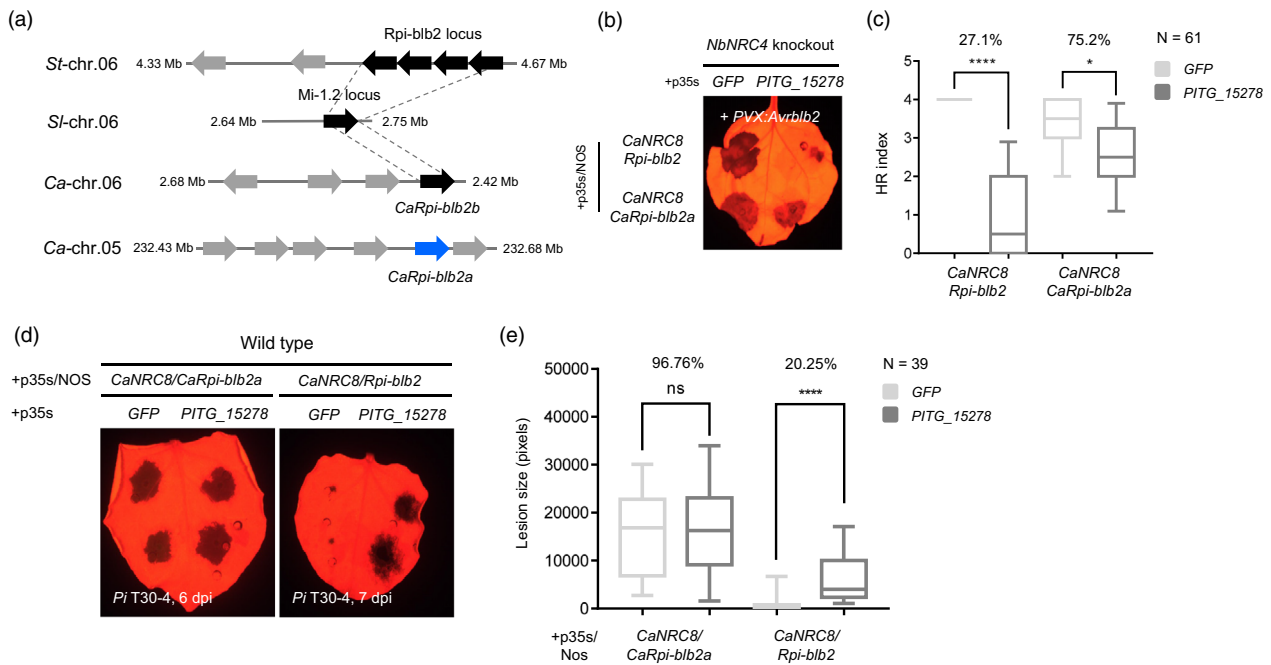 (a)
Rpi-blb2 locus
St-chr.06
4.33 Mb
4.67 Mb
Mi-1.2 locus
Sl-chr.06
2.64 Mb
2.75 Mb
Ca-chr.06
2.68 Mb
2.42 Mb
CaRpi-blb2b
Ca-chr.05
232.43 Mb
232.68 Mb
CaRpi-blb2a
(b)
NbNRC4 knockout
+p35s GFP PITG_15278
+ PVX:Avrblb2
+p35s/NOS
CaNRC8
Rpi-blb2
CaNRC8
CaRpi-blb2a
(c)
27.1% 75.2% N = 61
**** *
GFP
PITG_15278
HR index
5
4
3
2
1
0
CaNRC8
Rpi-blb2
CaNRC8
CaRpi-blb2a
(d)
Wild type
+p35s/NOS CaNRC8/CaRpi-blb2a CaNRC8/Rpi-blb2
+p35s GFP PITG_15278 GFP PITG_15278
Pi T30-4, 6 dpi
Pi T30-4, 7 dpi
(e)
96.76% 20.25% N = 39
ns ****
GFP
PITG_15278
Lesion size (pixels)
50000
40000
30000
20000
10000
0
+p35s/
Nos
CaNRC8/
CaRpi-blb2a
CaNRC8/
Rpi-blb2